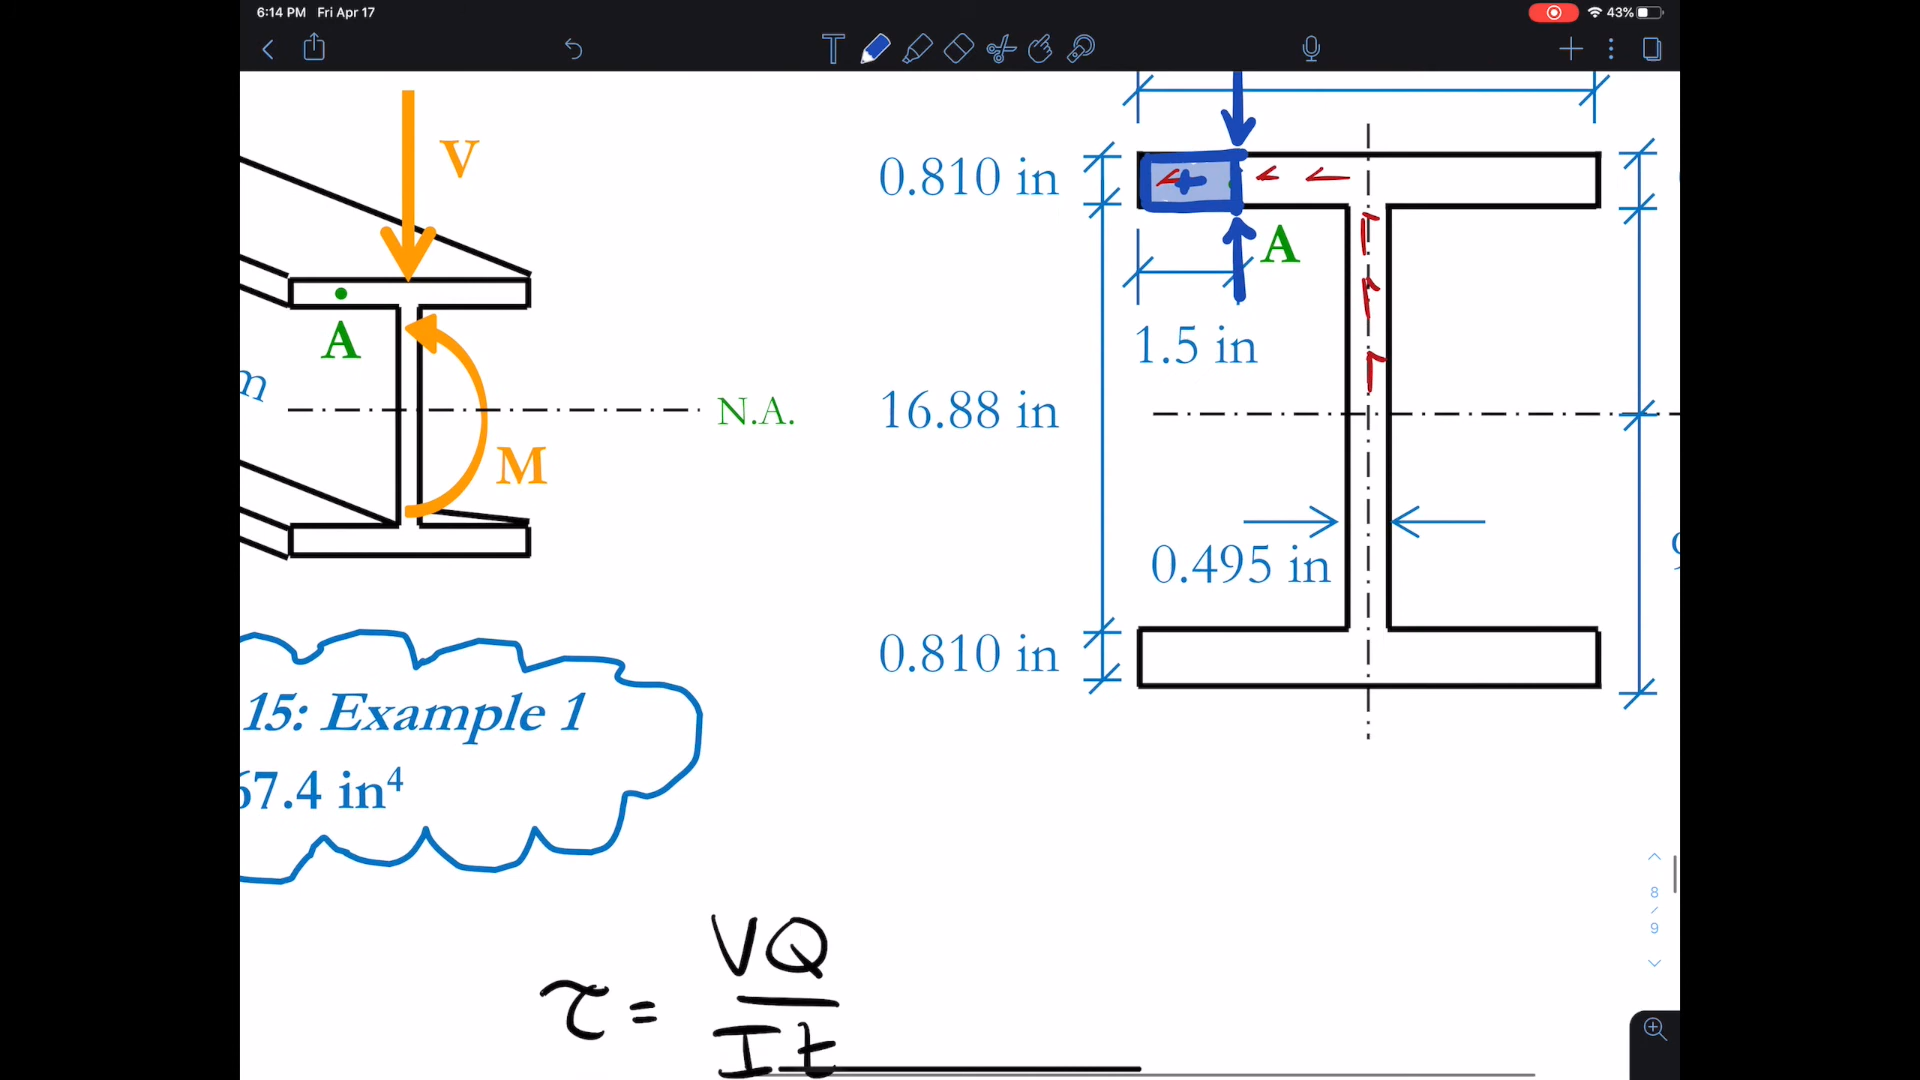 6:14 PM Fri Apr 17
43%
V
A
M
N.A.
0.810 in
A
1.5 in
16.88 in
0.495 in
0.810 in
15: Example 1
67.4 in⁴
τ = VQ
It
8
9